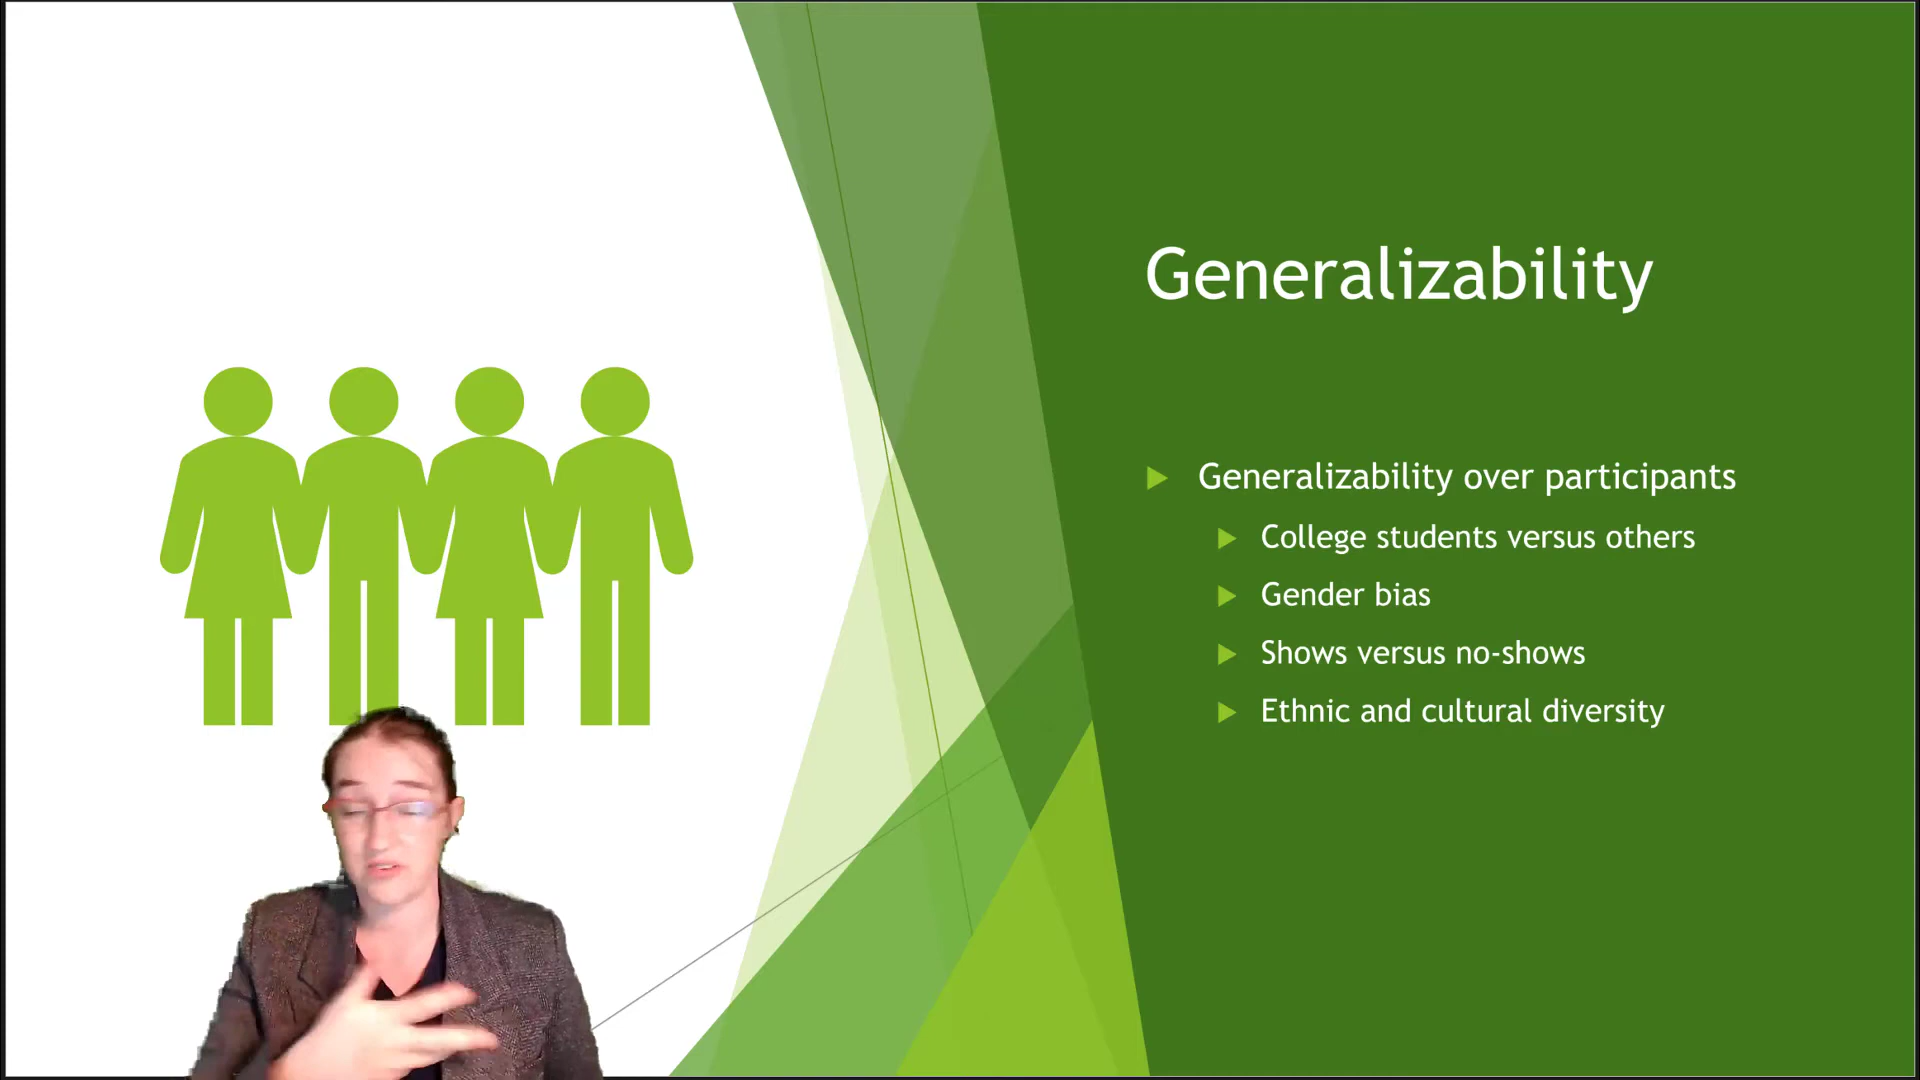 Generalizability
Generalizability over participants
College students versus others
Gender bias
Shows versus no-shows
Ethnic and cultural diversity